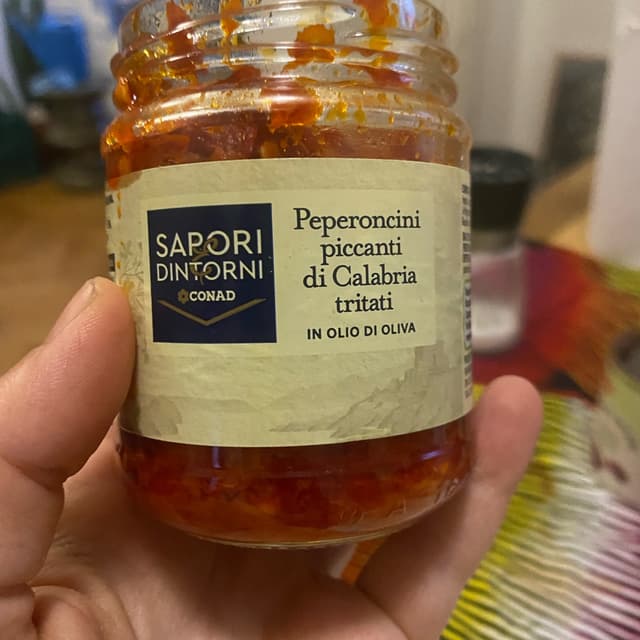 SAPORI
DINTORNI
CONAD
Peperoncini
piccanti
di Calabria
tritati
IN OLIO DI OLIVA